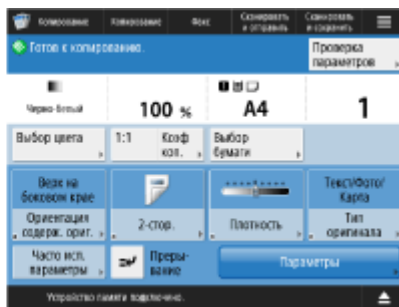 Копирование
Копирование
Факс
Сканировать
и отправить
Сканировать
и сохранить
Готов к копированию.
Проверка
параметров
Черно-белый
100 %
A4
1
Выбор цвета
1:1
Коэф
коп.
Выбор
бумаги
Верх на
боковом крае
Текст/Фото/
Карта
Ориентация
содерж. ориг.
2-стор.
Плотность
Тип
оригинала
Часто исп.
параметры
Преры-
вание
Параметры
Устройство памяти подключено.